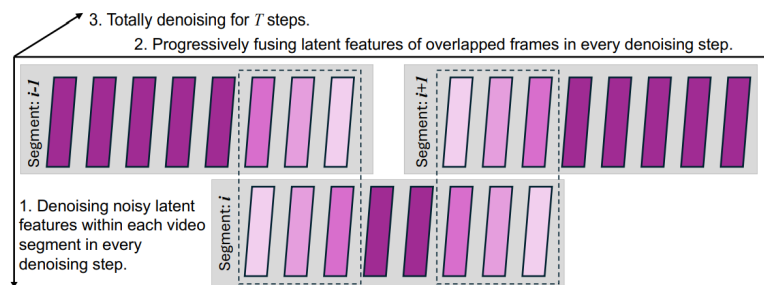 3. Totally denoising for T steps.
2. Progressively fusing latent features of overlapped frames in every denoising step.
Segment: i-1
Segment: i+1
1. Denoising noisy latent
features within each video
segment in every
denoising step.
Segment: i